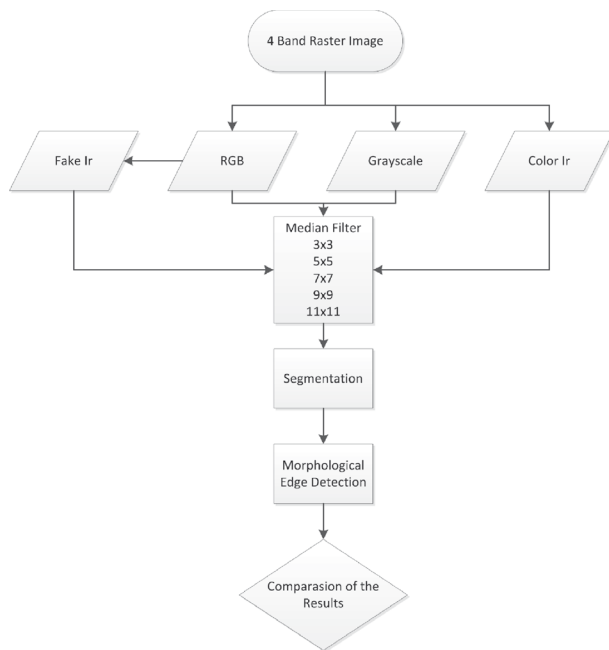 4 Band Raster Image
Fake Ir
RGB
Grayscale
Color Ir
Median Filter
3x3
5x5
7x7
9x9
11x11
Segmentation
Morphological
Edge Detection
Comparasion of the
Results